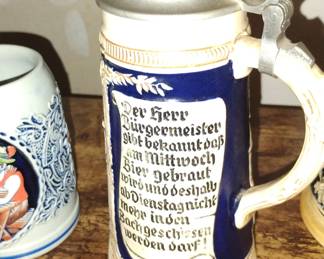 Der Herr
Bürgermeister
gibt bekannt daß
am Mittwoch
Bier gebraut
wird und deshalb
ab Dienstag nicht
mehr in den
Bach geschissen
werden darf!